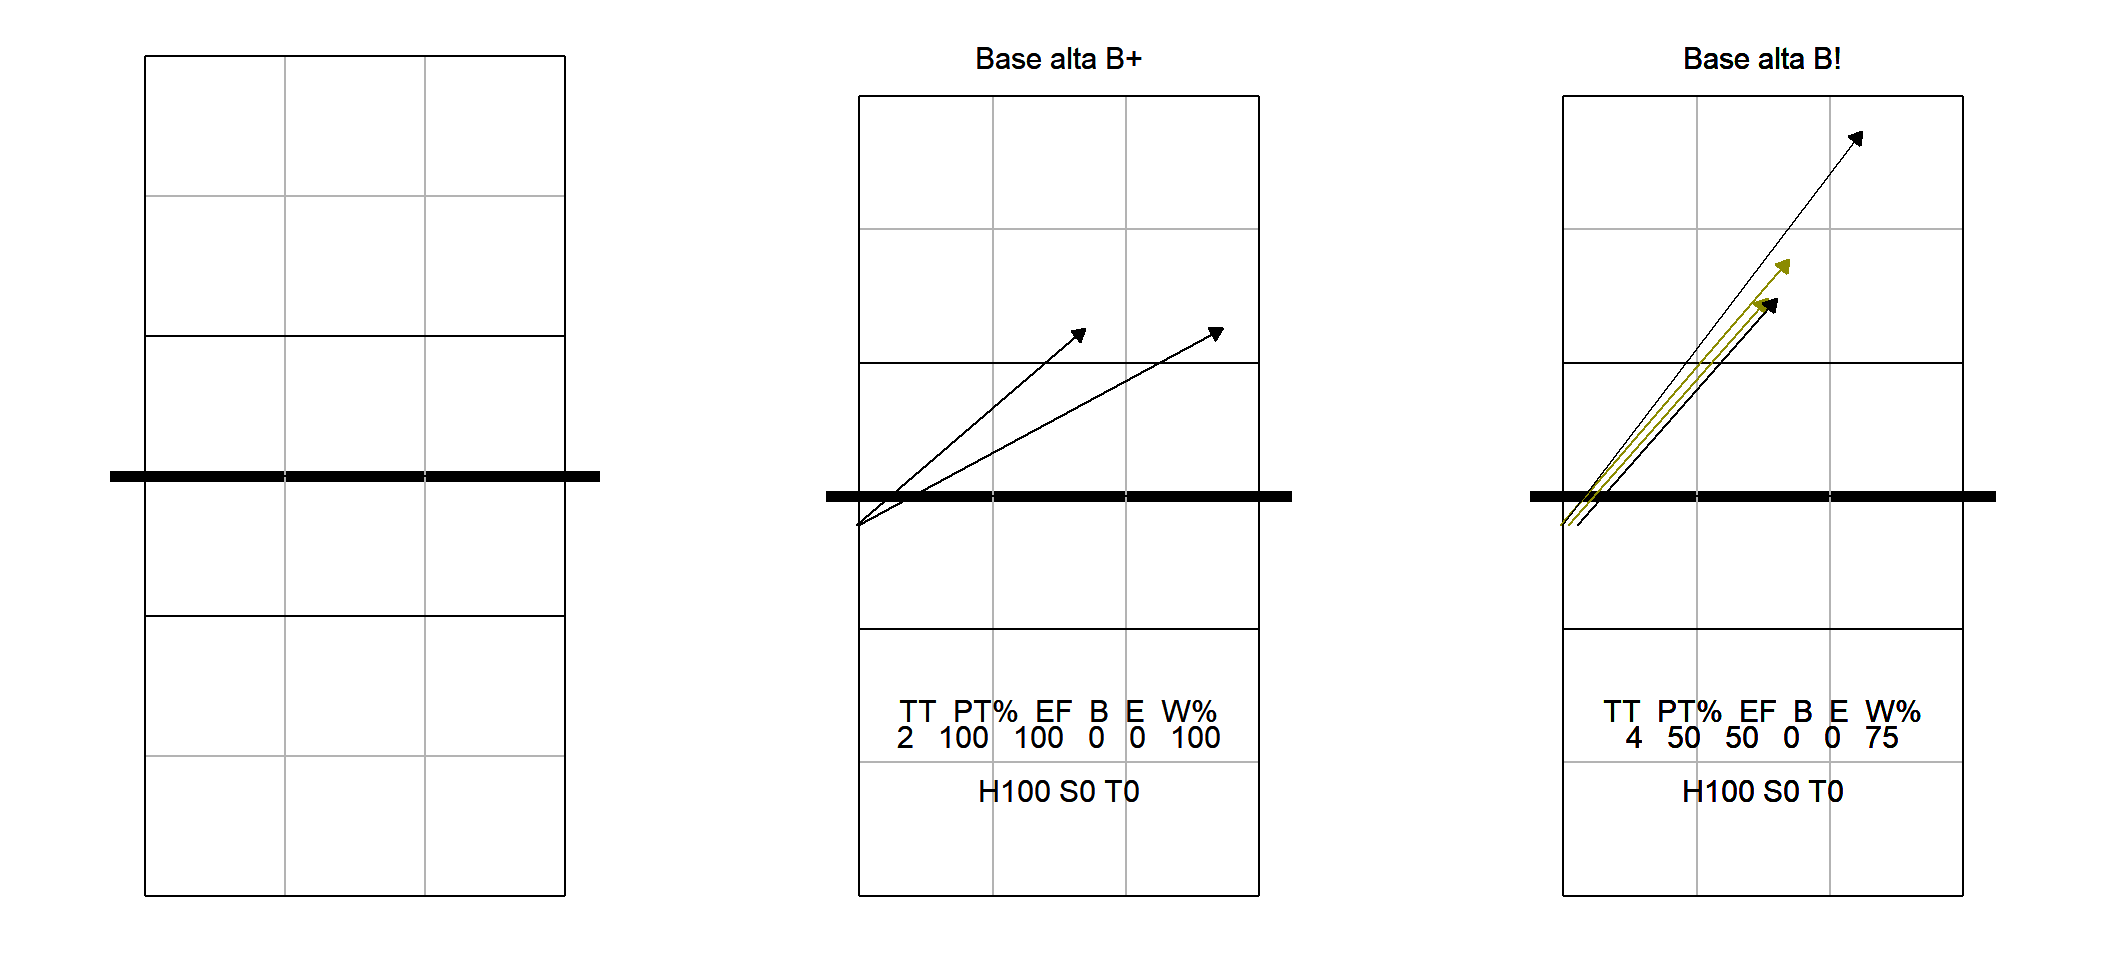 Base alta B+
TT PT% EF B E W%
2 100 100 0 0 100
H100 S0 T0
Base alta B!
TT PT% EF B E W%
4 50 50 0 0 75
H100 S0 T0